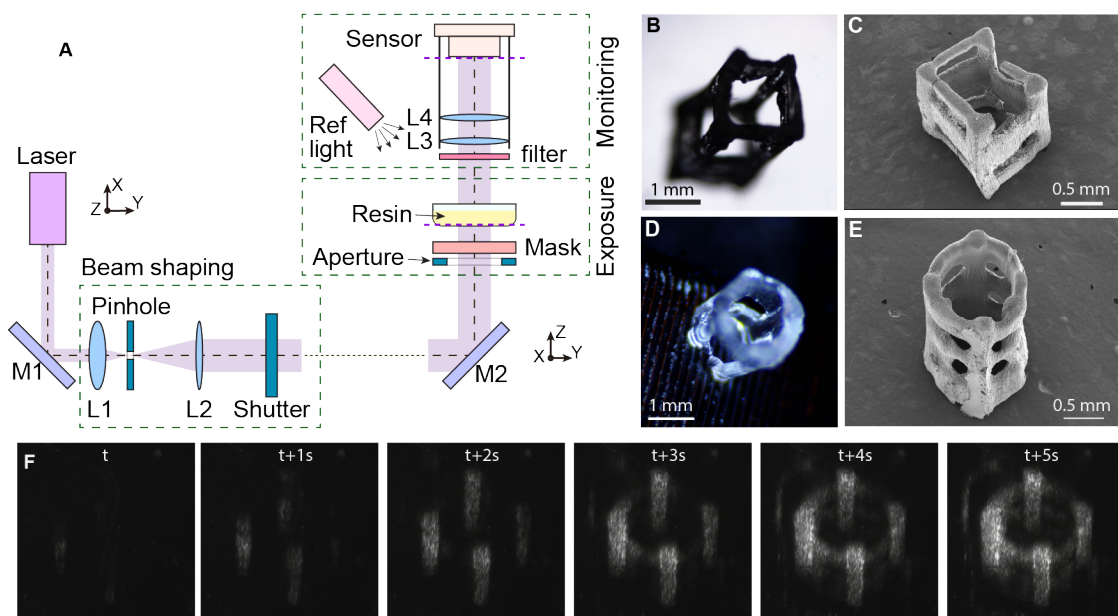 A
Sensor
Ref
light
L4
L3
filter
Monitoring
Laser
X
Z
Y
Resin
Mask
Aperture
Exposure
Beam shaping
Pinhole
M1
L1
L2
Shutter
M2
Z
X
Y
B
1 mm
C
0.5 mm
D
1 mm
E
0.5 mm
F
t
t+1s
t+2s
t+3s
t+4s
t+5s